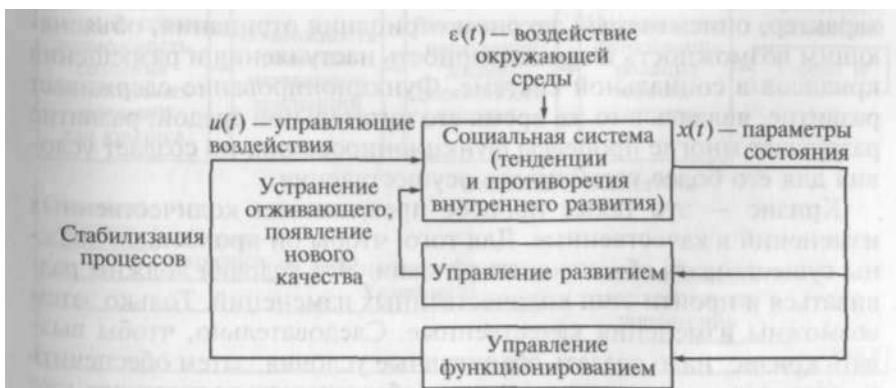 ε(t) — воздействие
окружающей
среды
u(t) — управляющие
воздействия
Социальная система
(тенденции
и противоречия
внутреннего развития)
x(t) — параметры
состояния
Устранение
отживающего,
появление
нового
качества
Стабилизация
процессов
Управление развитием
Управление
функционированием